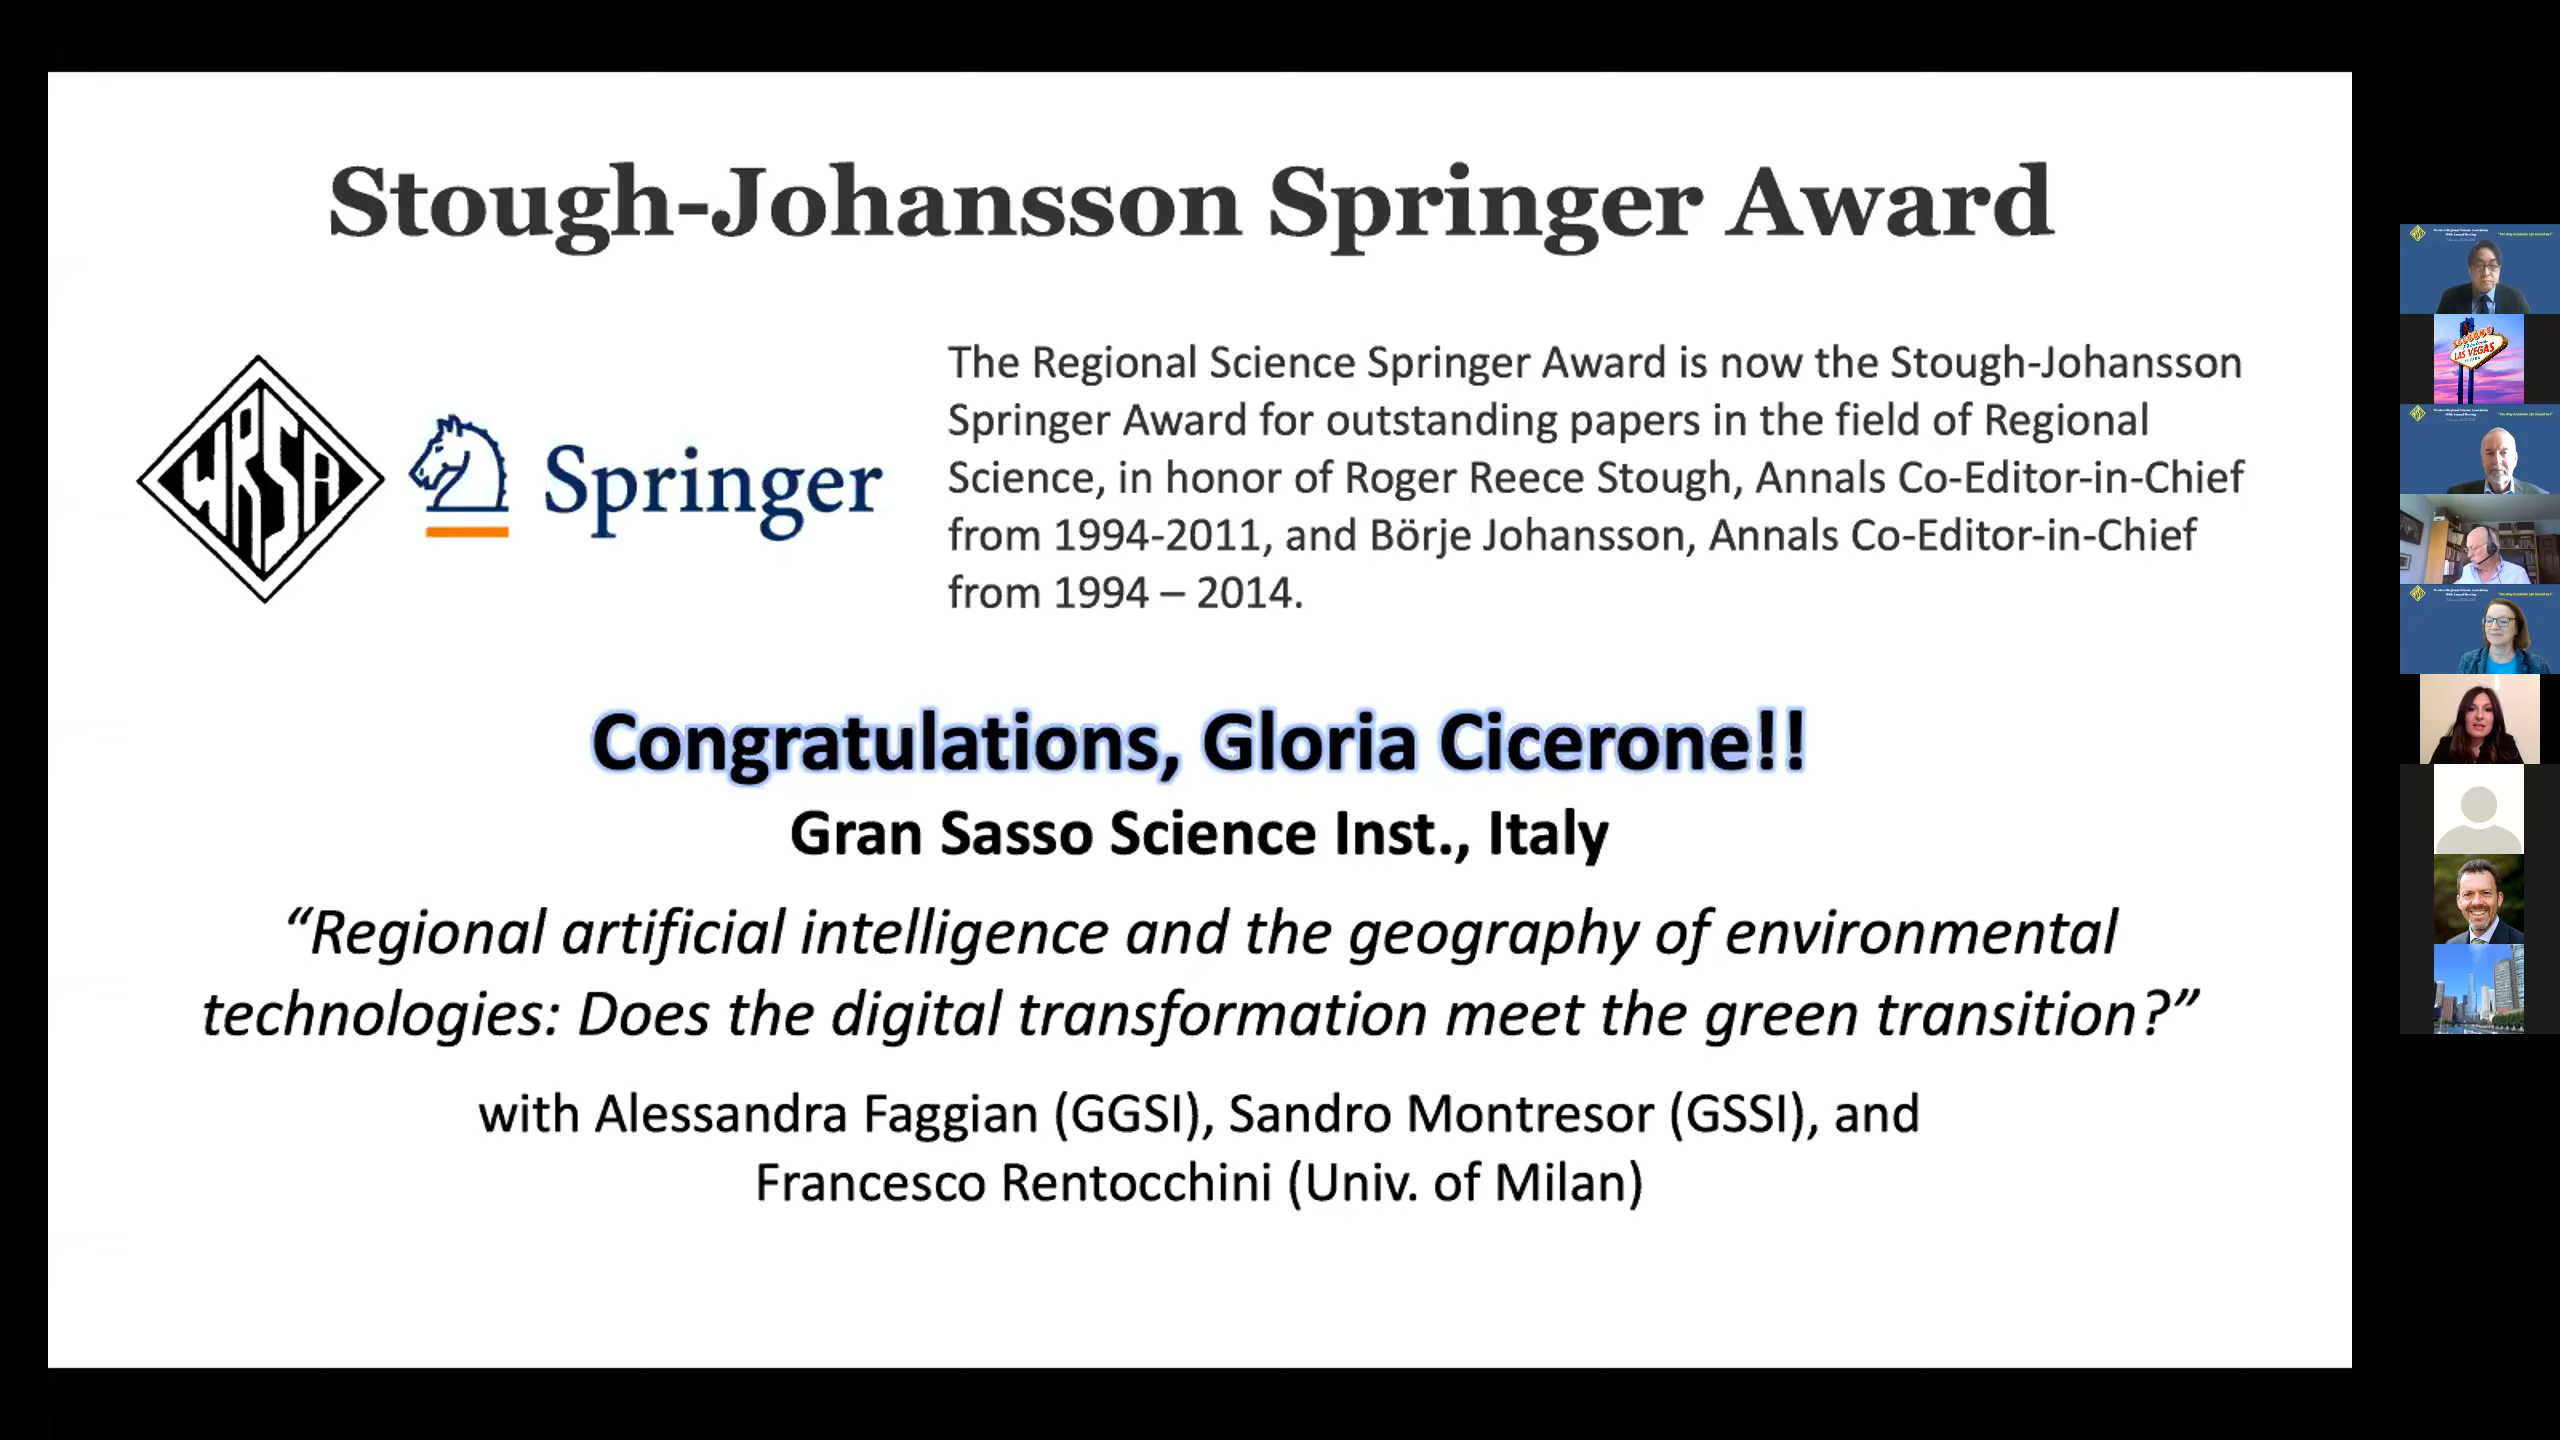 Stough-Johansson Springer Award
WRSA
Springer
The Regional Science Springer Award is now the Stough-Johansson
Springer Award for outstanding papers in the field of Regional
Science, in honor of Roger Reece Stough, Annals Co-Editor-in-Chief
from 1994-2011, and Börje Johansson, Annals Co-Editor-in-Chief
from 1994 – 2014.
Congratulations, Gloria Cicerone!!
Gran Sasso Science Inst., Italy
“Regional artificial intelligence and the geography of environmental
technologies: Does the digital transformation meet the green transition?”
with Alessandra Faggian (GGSI), Sandro Montresor (GSSI), and
Francesco Rentocchini (Univ. of Milan)
LAS VEGAS